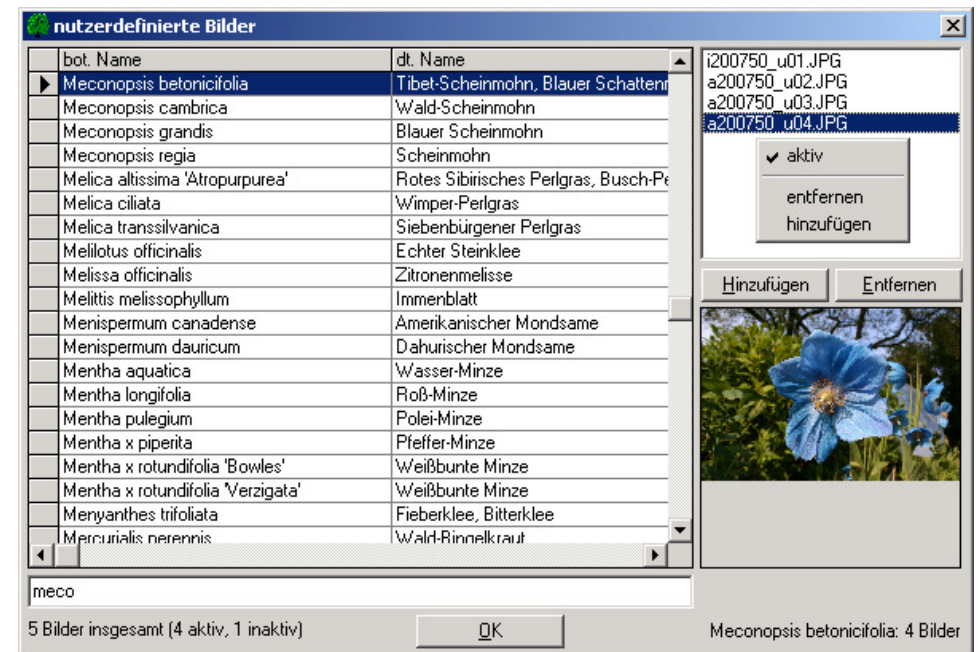 nutzerdefinierte Bilder
bot. Name dt. Name
Meconopsis betonicifolia Tibet-Scheinmohn, Blauer Schatten
Meconopsis cambrica Wald-Scheinmohn
Meconopsis grandis Blauer Scheinmohn
Meconopsis regia Scheinmohn
Melica altissima 'Atropurpurea' Rotes Sibirisches Perlgras, Busch-Pe
Melica ciliata Wimper-Perlgras
Melica transsilvanica Siebenbürgener Perlgras
Melilotus officinalis Echter Steinklee
Melissa officinalis Zitronenmelisse
Melittis melissophyllum Immenblatt
Menispermum canadense Amerikanischer Mondsame
Menispermum dauricum Dahurischer Mondsame
Mentha aquatica Wasser-Minze
Mentha longifolia Roß-Minze
Mentha pulegium Polei-Minze
Mentha x piperita Pfeffer-Minze
Mentha x rotundifolia 'Bowles' Weißbunte Minze
Mentha x rotundifolia 'Verzigata' Weißbunte Minze
Menyanthes trifoliata Fieberklee, Bitterklee
Mercurialis perennis Wald-Bingelkraut
meco
5 Bilder insgesamt (4 aktiv, 1 inaktiv)
OK
i200750_u01.JPG
a200750_u02.JPG
a200750_u03.JPG
a200750_u04.JPG
aktiv
entfernen
hinzufügen
Hinzufügen Entfernen
Meconopsis betonicifolia: 4 Bilder